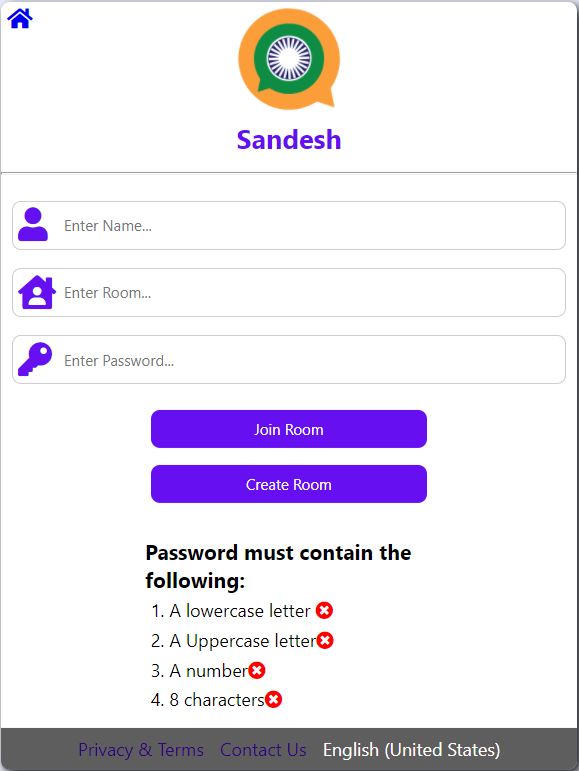 Sandesh
Enter Name...
Enter Room...
Enter Password...
Join Room
Create Room
Password must contain the
following:
1. A lowercase letter
2. A Uppercase letter
3. A number
4. 8 characters
Privacy & Terms Contact Us English (United States)